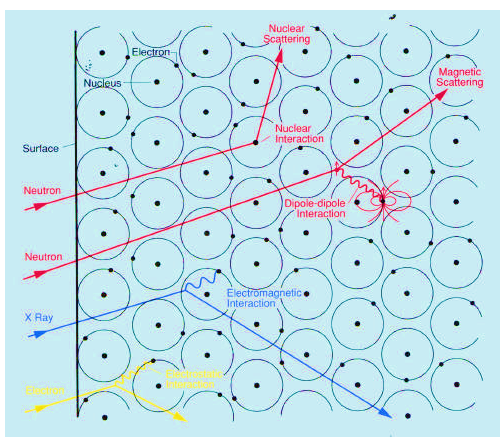 Nuclear
Scattering
Electron
Magnetic
Scattering
Nucleus
Nuclear
Interaction
Surface
Neutron
Dipole-dipole
Interaction
Neutron
Electromagnetic
Interaction
X Ray
Electron